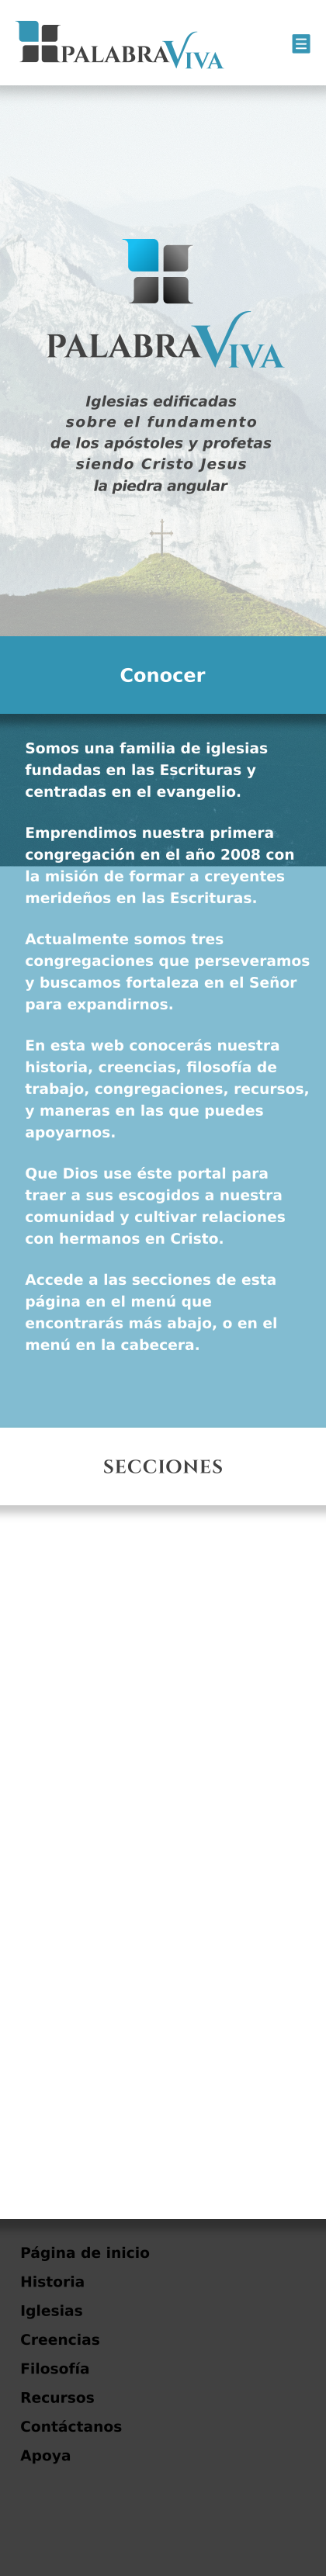 PALABRAVIVA
PALABRAVIVA
Iglesias edificadas
sobre el fundamento
de los apóstoles y profetas
siendo Cristo Jesus
la piedra angular
Conocer
Somos una familia de iglesias
fundadas en las Escrituras y
centradas en el evangelio.
Emprendimos nuestra primera
congregación en el año 2008 con
la misión de formar a creyentes
merideños en las Escrituras.
Actualmente somos tres
congregaciones que perseveramos
y buscamos fortaleza en el Señor
para expandirnos.
En esta web conocerás nuestra
historia, creencias, filosofía de
trabajo, congregaciones, recursos,
y maneras en las que puedes
apoyarnos.
Que Dios use éste portal para
traer a sus escogidos a nuestra
comunidad y cultivar relaciones
con hermanos en Cristo.
Accede a las secciones de esta
página en el menú que
encontrarás más abajo, o en el
menú en la cabecera.
SECCIONES
Página de inicio
Historia
Iglesias
Creencias
Filosofía
Recursos
Contáctanos
Apoya